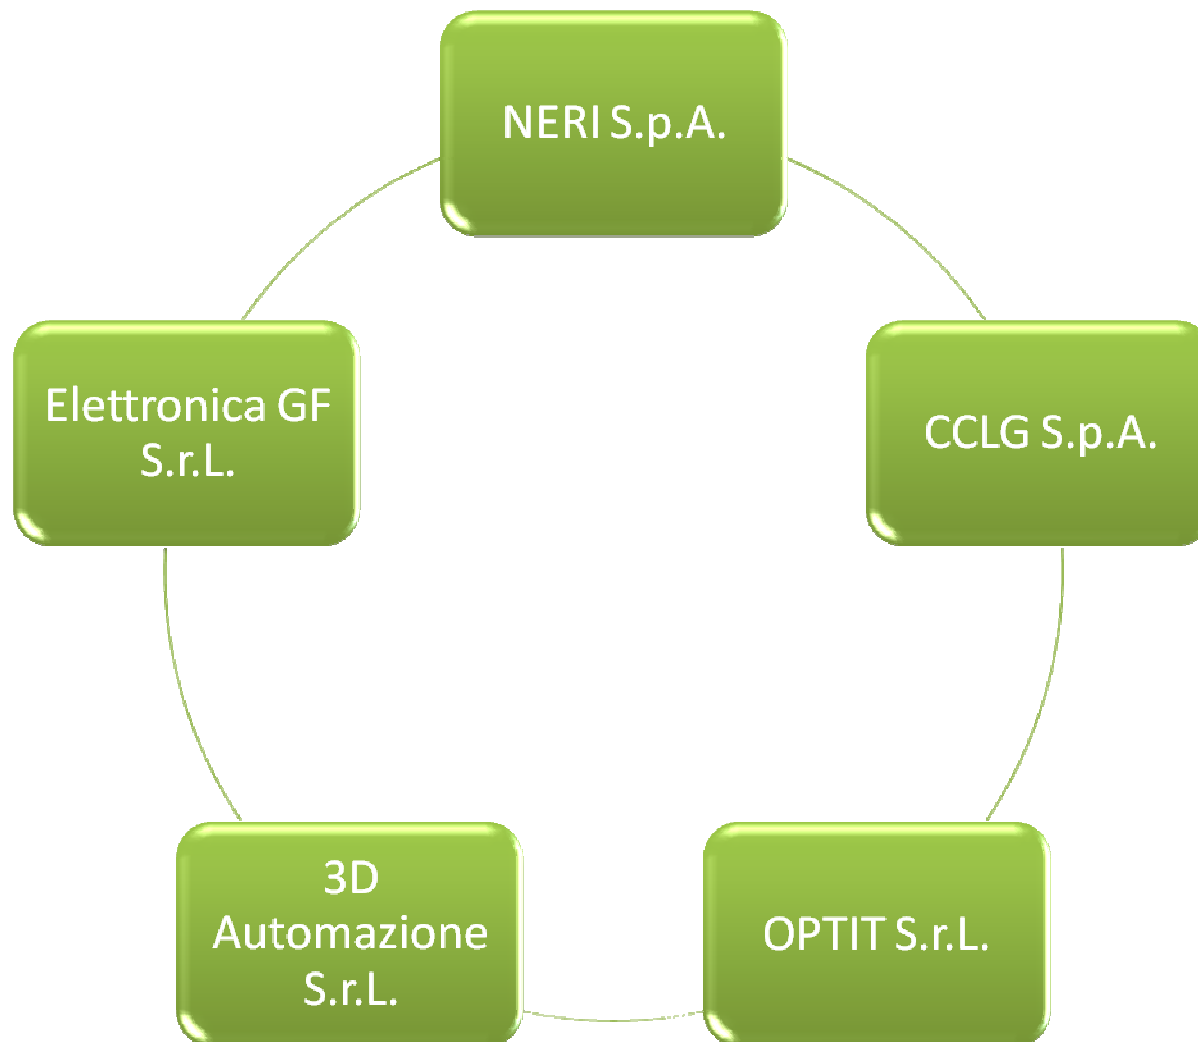 NERI S.p.A.
CCLG S.p.A.
OPTIT S.r.L.
3D
Automazione
S.r.L.
Elettronica GF
S.r.L.